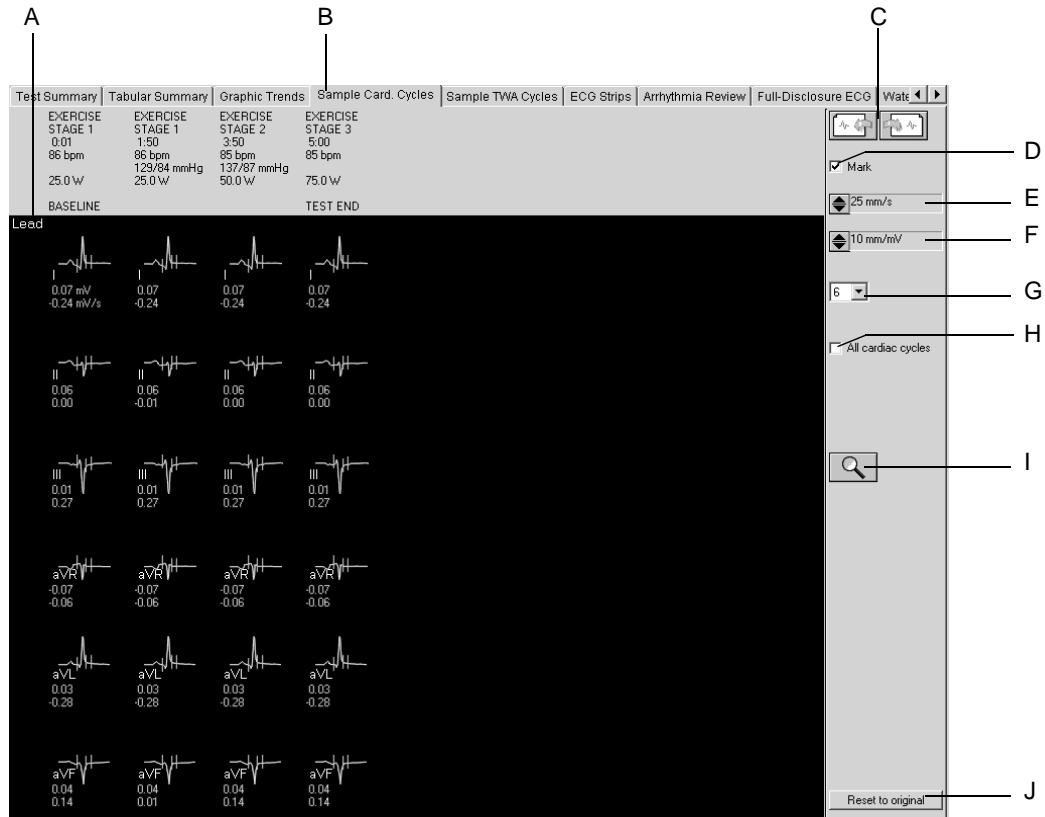 A B C
Test Summary Tabular Summary Graphic Trends Sample Card. Cycles Sample TWA Cycles ECG Strips Arrhythmia Review Full-Disclosure ECG Wate
EXERCISE EXERCISE EXERCISE EXERCISE
STAGE 1 STAGE 1 STAGE 2 STAGE 3
0:01 1:50 3:50 5:00
86 bpm 86 bpm 85 bpm 85 bpm
129/84 mmHg 137/87 mmHg
25.0 W 25.0 W 50.0 W 75.0 W
BASELINE TEST END
Mark D
25 mm/s E
10 mm/mV F
6 G
All cardiac cycles H
I
Reset to original J
Lead
I I I I
0.07 mV 0.07 0.07 0.07
-0.24 mV/s -0.24 -0.24 -0.24
II II II II
0.06 0.06 0.06 0.06
0.00 -0.01 0.00 0.00
III III III III
0.01 0.01 0.01 0.01
0.27 0.27 0.27 0.27
aVR aVR aVR aVR
-0.07 -0.07 -0.07 -0.07
-0.06 -0.06 -0.06 -0.06
aVL aVL aVL aVL
0.03 0.03 0.03 0.03
-0.28 -0.28 -0.28 -0.28
aVF aVF aVF aVF
0.04 0.04 0.04 0.04
0.14 0.01 0.14 0.14